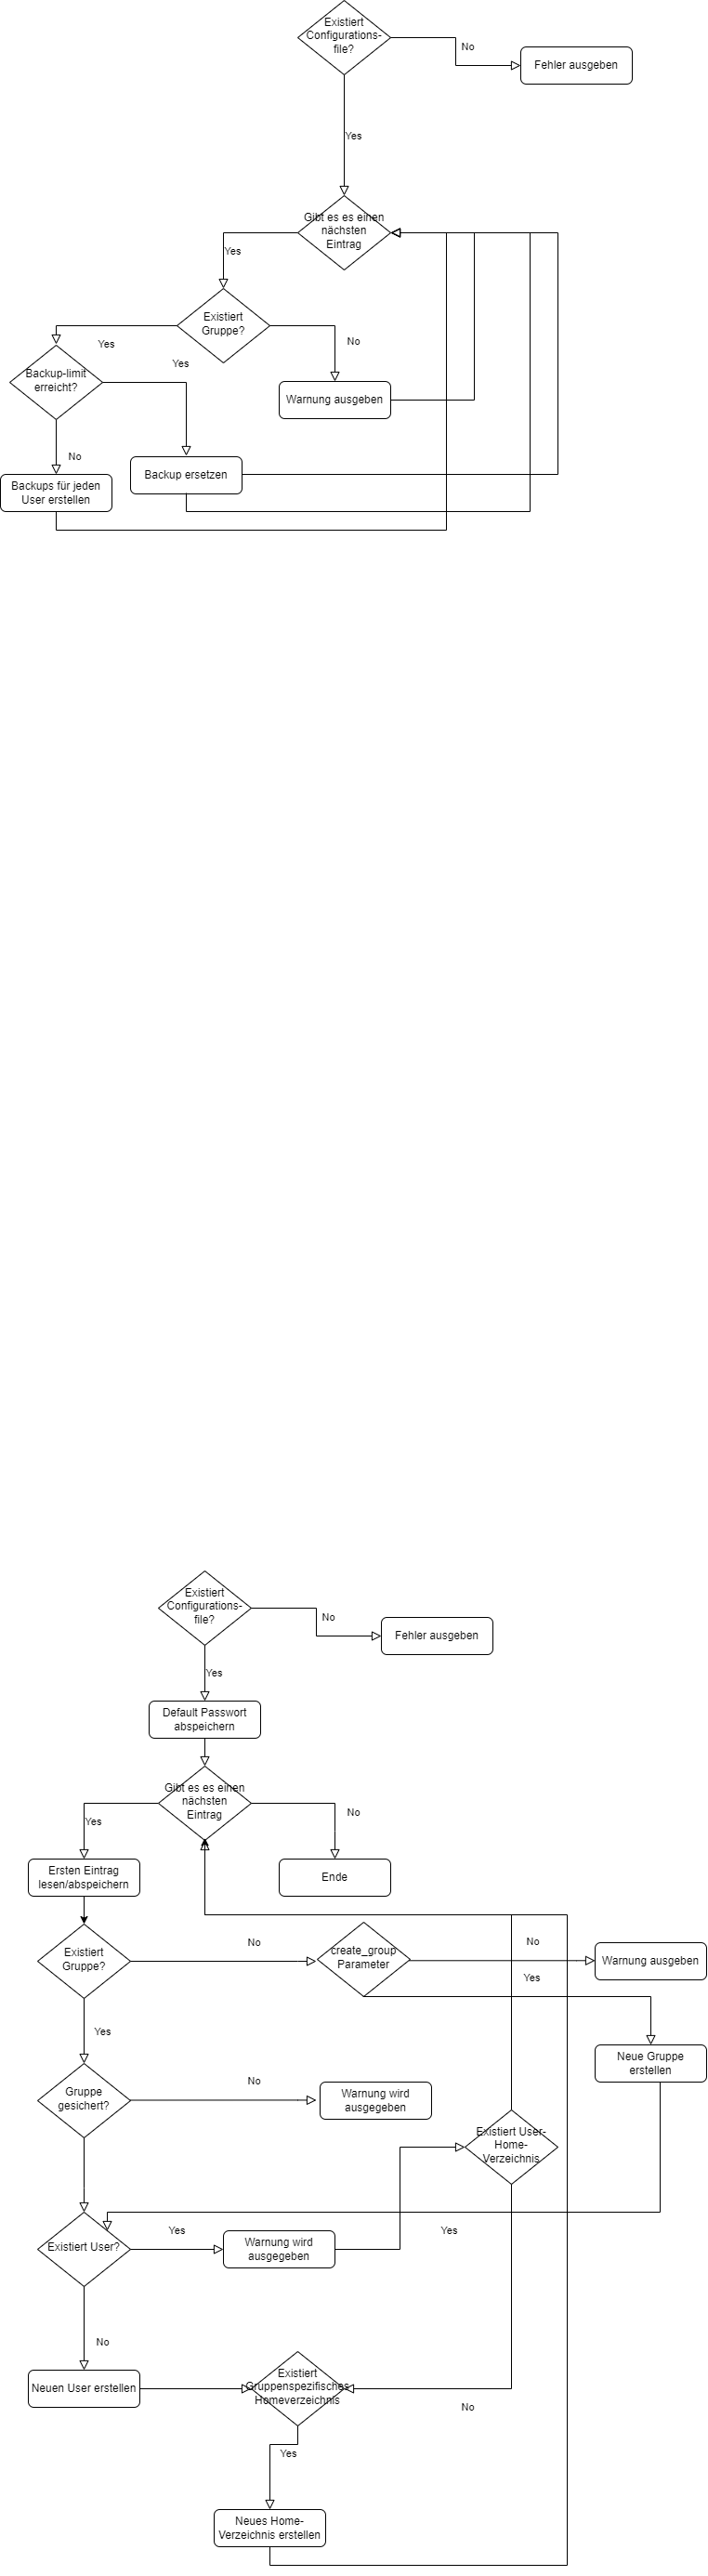 Existiert
Configurations-
file?
No
Fehler ausgeben
Yes
Gibt es es einen
nächsten
Eintrag
Yes
Existiert
Gruppe?
Yes
No
Backup-limit
erreicht?
Yes
Warnung ausgeben
No
Backup ersetzen
Backups für jeden
User erstellen
Existiert
Configurations-
file?
No
Fehler ausgeben
Yes
Default Passwort
abspeichern
Gibt es es einen
nächsten
Eintrag
Yes
No
Ersten Eintrag
lesen/abspeichern
Ende
Existiert
Gruppe?
No
create_group
Parameter
No
Warnung ausgeben
Yes
Yes
Neue Gruppe
erstellen
Gruppe
gesichert?
No
Warnung wird
ausgegeben
Existiert User-
Home-
Verzeichnis
Existiert User?
Yes
Warnung wird
ausgegeben
Yes
No
Neuen User erstellen
Existiert
Gruppenspezifisches
Homeverzeichnis
No
Yes
Neues Home-
Verzeichnis erstellen